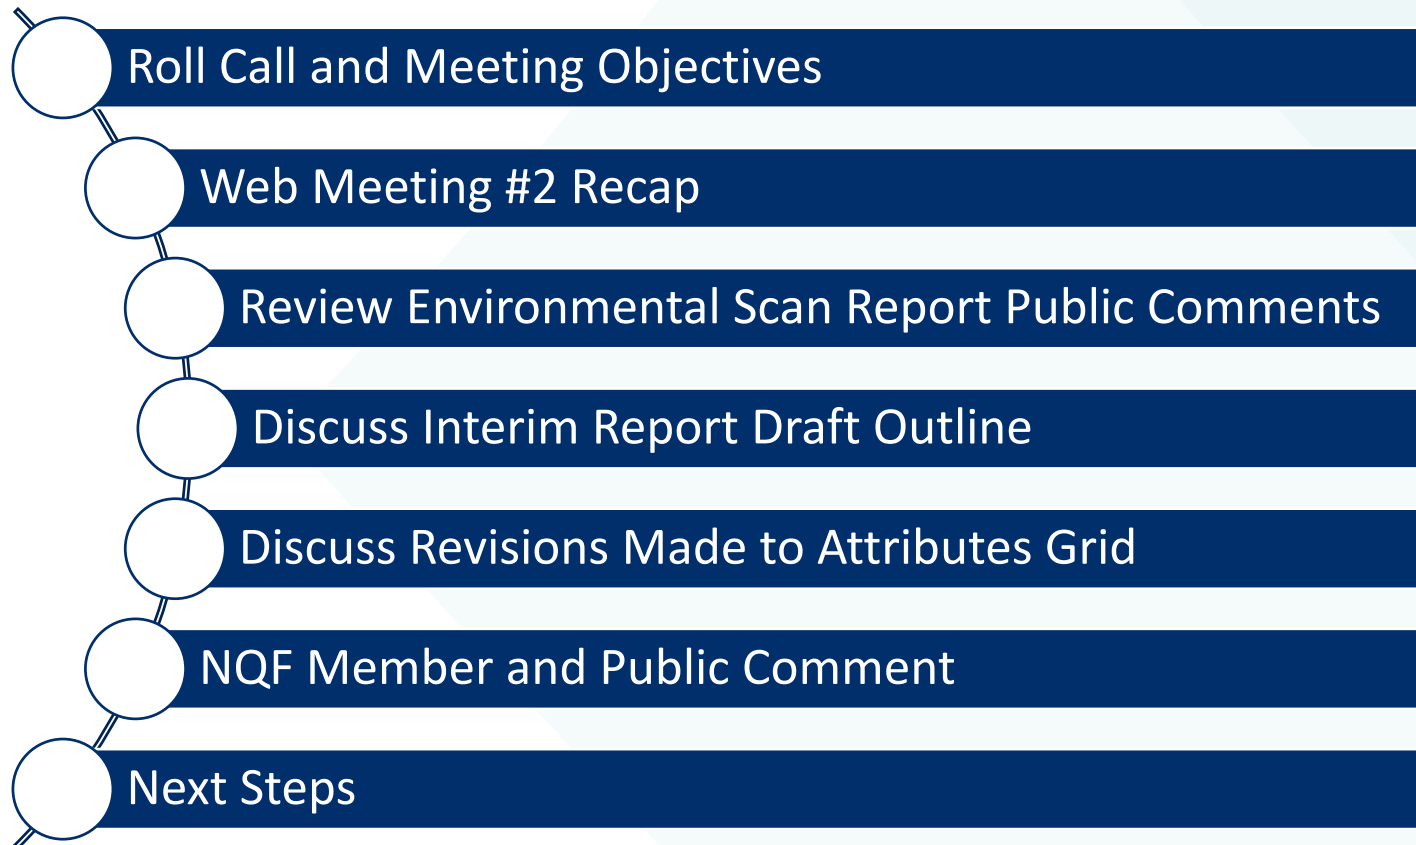 Roll Call and Meeting Objectives
Web Meeting #2 Recap
Review Environmental Scan Report Public Comments
Discuss Interim Report Draft Outline
Discuss Revisions Made to Attributes Grid
NQF Member and Public Comment
Next Steps